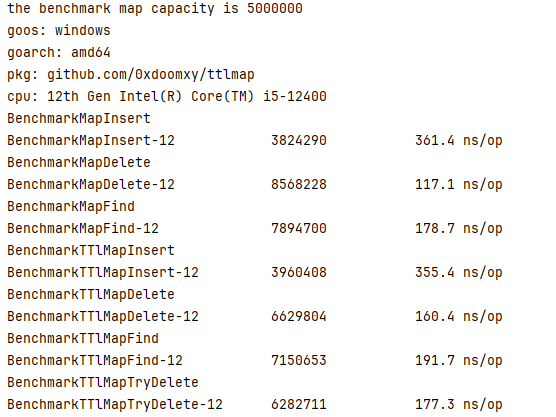 the benchmark map capacity is 5000000
goos: windows
goarch: amd64
pkg: github.com/0xdoomxy/ttlmap
cpu: 12th Gen Intel(R) Core(TM) i5-12400
BenchmarkMapInsert
BenchmarkMapInsert-12 3824290 361.4 ns/op
BenchmarkMapDelete
BenchmarkMapDelete-12 8568228 117.1 ns/op
BenchmarkMapFind
BenchmarkMapFind-12 7894700 178.7 ns/op
BenchmarkTTlMapInsert
BenchmarkTTlMapInsert-12 3960408 355.4 ns/op
BenchmarkTTlMapDelete
BenchmarkTTlMapDelete-12 6629804 160.4 ns/op
BenchmarkTTlMapFind
BenchmarkTTlMapFind-12 7150653 191.7 ns/op
BenchmarkTTlMapTryDelete
BenchmarkTTlMapTryDelete-12 6282711 177.3 ns/op